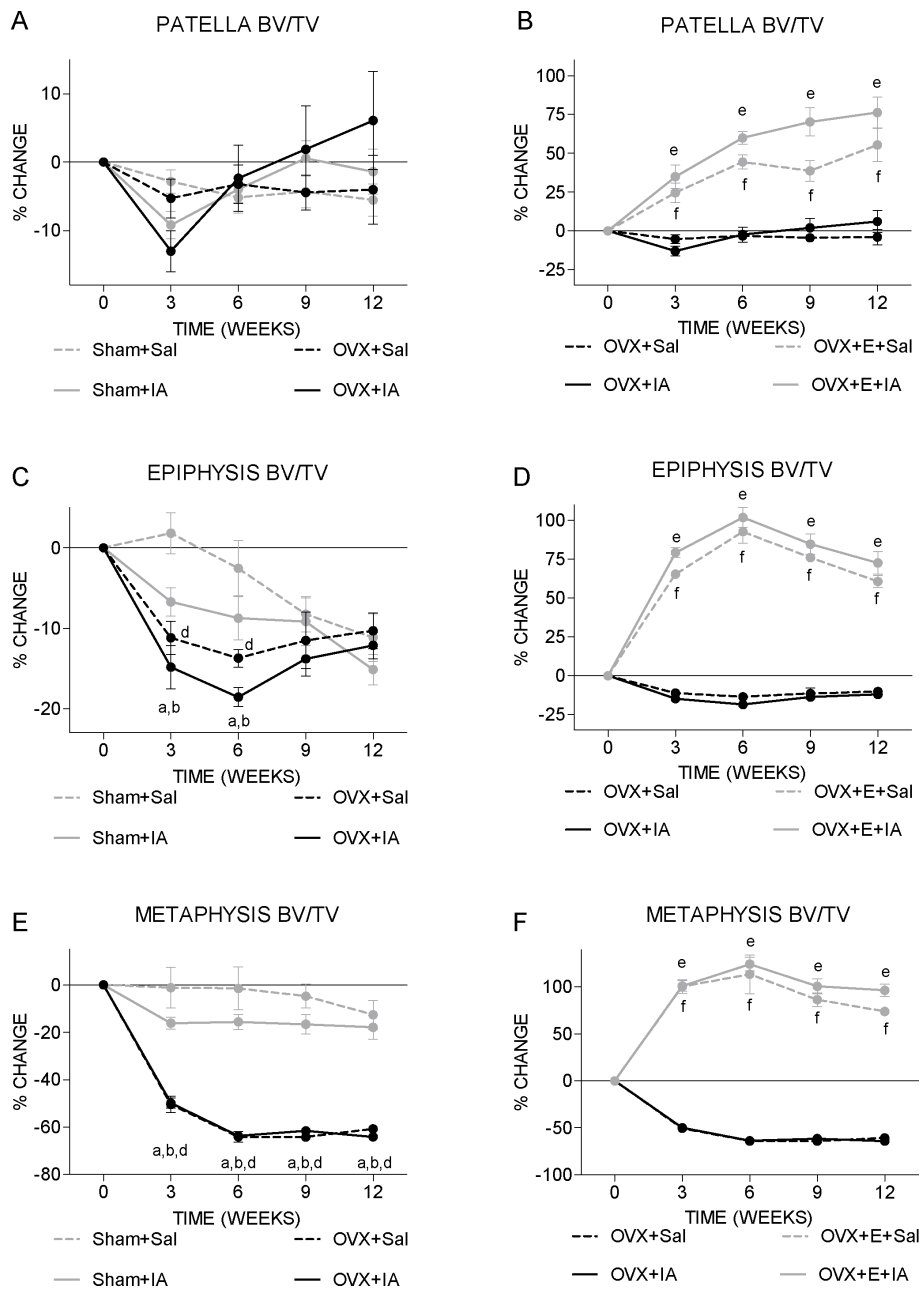 A
PATELLA BV/TV
% CHANGE
10
0
-10
0 3 6 9 12
TIME (WEEKS)
Sham+Sal OVX+Sal
Sham+IA OVX+IA
B
PATELLA BV/TV
% CHANGE
100
75
50
25
0
-25
e e e e
f f f f
0 3 6 9 12
TIME (WEEKS)
OVX+Sal OVX+E+Sal
OVX+IA OVX+E+IA
C
EPIPHYSIS BV/TV
% CHANGE
0
-10
-20
d d
a,b a,b
0 3 6 9 12
TIME (WEEKS)
Sham+Sal OVX+Sal
Sham+IA OVX+IA
D
EPIPHYSIS BV/TV
% CHANGE
100
75
50
25
0
-25
e e e e
f f f f
0 3 6 9 12
TIME (WEEKS)
OVX+Sal OVX+E+Sal
OVX+IA OVX+E+IA
E
METAPHYSIS BV/TV
% CHANGE
0
-20
-40
-60
-80
a,b,d a,b,d a,b,d a,b,d
0 3 6 9 12
TIME (WEEKS)
Sham+Sal OVX+Sal
Sham+IA OVX+IA
F
METAPHYSIS BV/TV
% CHANGE
100
50
0
-50
-100
e e e e
f f f f
0 3 6 9 12
TIME (WEEKS)
OVX+Sal OVX+E+Sal
OVX+IA OVX+E+IA